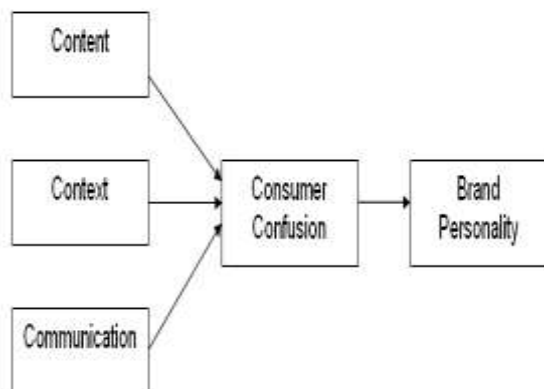 Content
Context
Communication
Consumer
Confusion
Brand
Personality